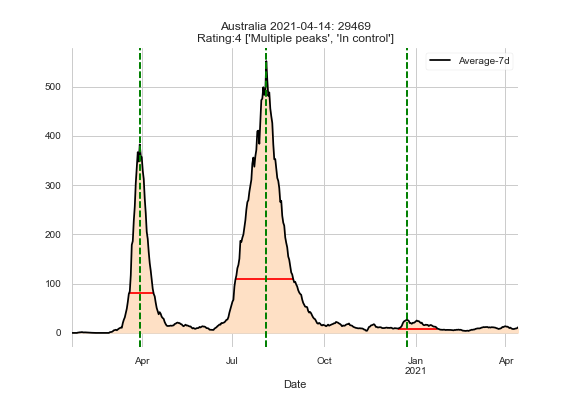 Australia 2021-04-14: 29469
Rating:4 ['Multiple peaks', 'In control']
Average-7d
500
400
300
200
100
0
Apr
Jul
Oct
Jan
2021
Apr
Date